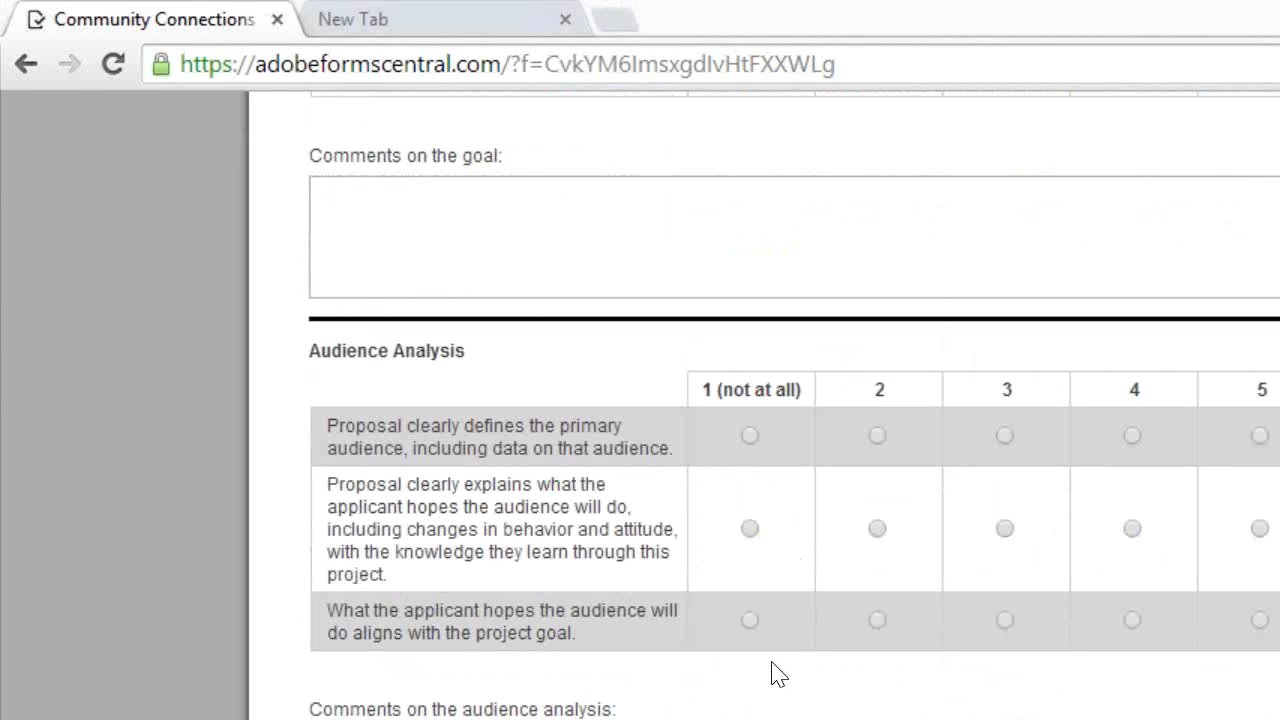 Community Connections
New Tab
https://adobeformscentral.com/?f=CvkYM6ImsxgdIvHtFXXWLg
Comments on the goal:
Audience Analysis
1 (not at all) 2 3 4 5
Proposal clearly defines the primary
audience, including data on that audience.
Proposal clearly explains what the
applicant hopes the audience will do,
including changes in behavior and attitude,
with the knowledge they learn through this
project.
What the applicant hopes the audience will
do aligns with the project goal.
Comments on the audience analysis: